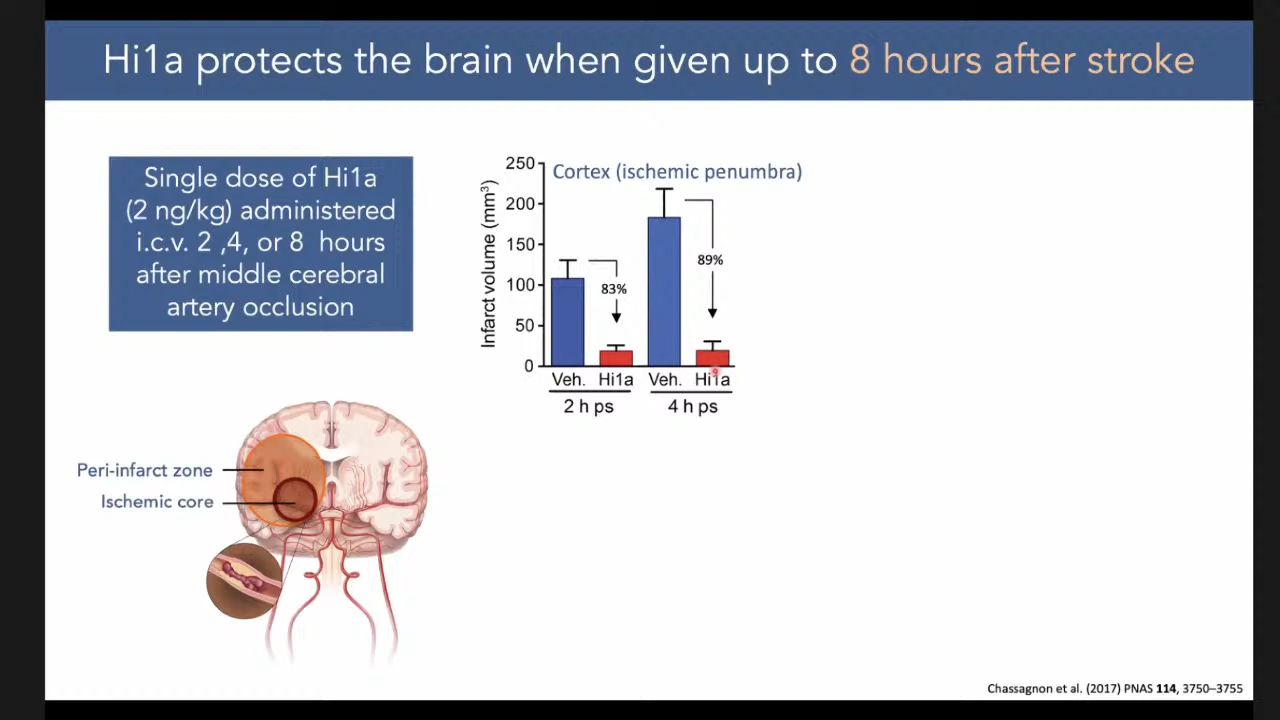 Hi1a protects the brain when given up to 8 hours after stroke
Single dose of Hi1a
(2 ng/kg) administered
i.c.v. 2 ,4, or 8 hours
after middle cerebral
artery occlusion
Cortex (ischemic penumbra)
Infarct volume (mm³)
250
200
150
100
50
0
83%
89%
Veh. Hi1a Veh. Hi1a
2 h ps 4 h ps
Peri-infarct zone
Ischemic core
Chassagnon et al. (2017) PNAS 114, 3750–3755